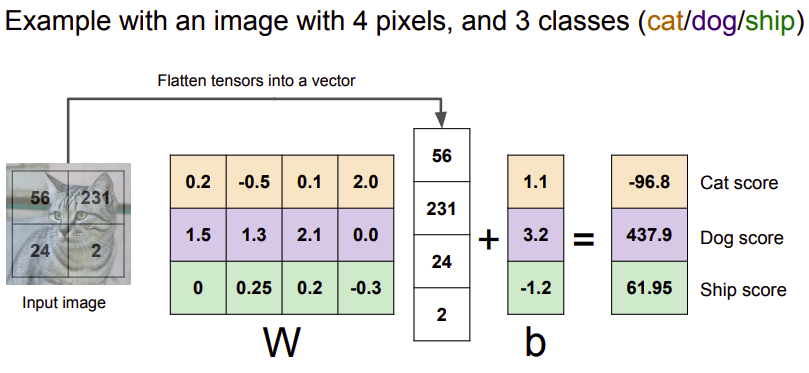 Example with an image with 4 pixels, and 3 classes (cat/dog/ship)
Flatten tensors into a vector
56 231
24 2
Input image
0.2 -0.5 0.1 2.0
1.5 1.3 2.1 0.0
0 0.25 0.2 -0.3
W
56
231
24
2
+
1.1
3.2
-1.2
b
=
-96.8 Cat score
437.9 Dog score
61.95 Ship score